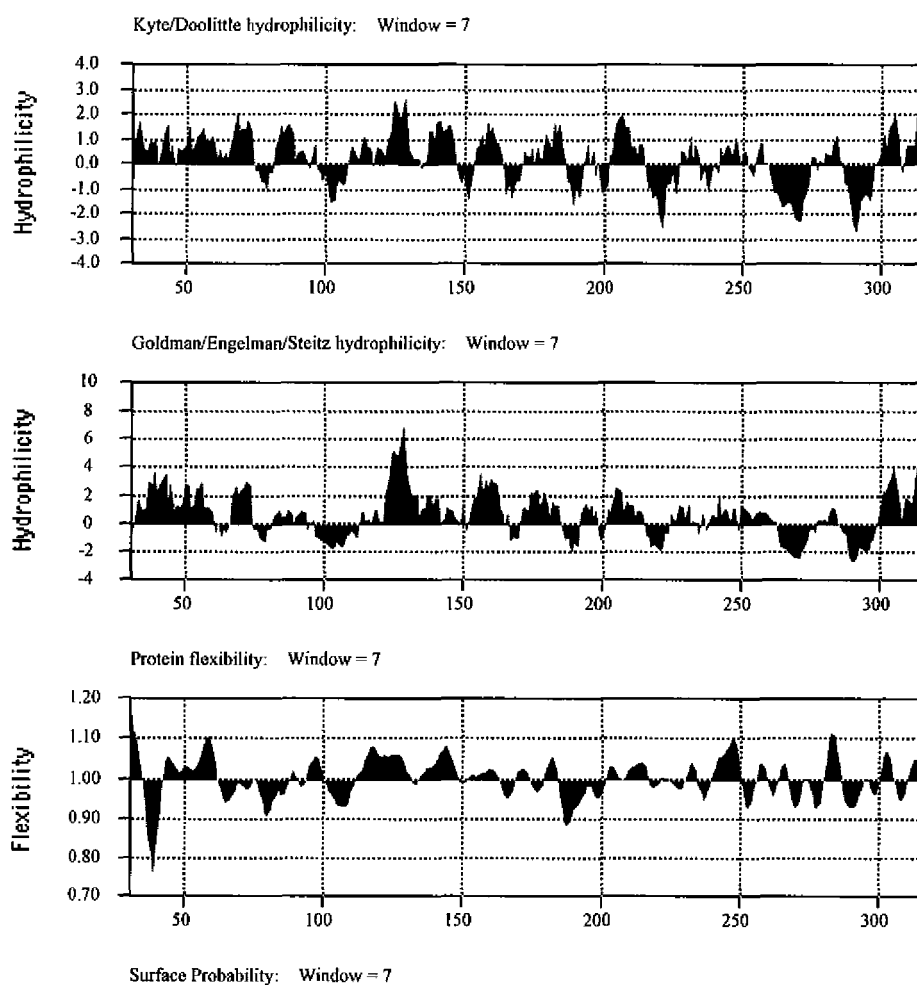 Kyte/Doolittle hydrophilicity: Window = 7
Hydrophilicity
4.0
3.0
2.0
1.0
0.0
-1.0
-2.0
-3.0
-4.0
50 100 150 200 250 300
Goldman/Engelman/Steitz hydrophilicity: Window = 7
Hydrophilicity
10
8
6
4
2
0
-2
-4
50 100 150 200 250 300
Protein flexibility: Window = 7
Flexibility
1.20
1.10
1.00
0.90
0.80
0.70
50 100 150 200 250 300
Surface Probability: Window = 7